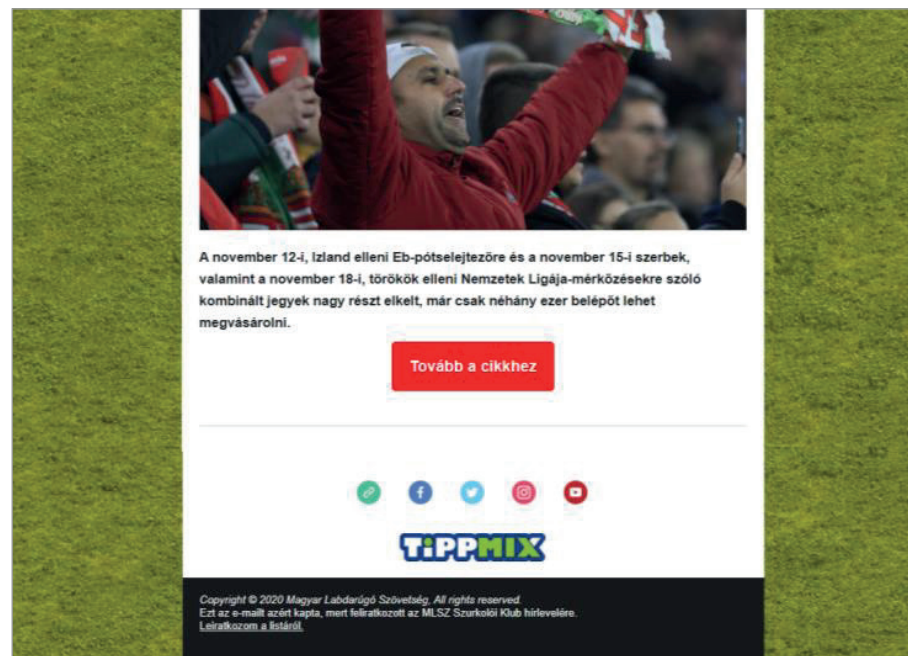 A november 12-i, Izland elleni Eb-pótselejtezőre és a november 15-i szerbek,
valamint a november 18-i, törökök elleni Nemzetek Ligája-mérkőzésekre szóló
kombinált jegyek nagy részt elkelt, már csak néhány ezer belépőt lehet
megvásárolni.
Tovább a cikkhez
TiPPMIX
Copyright © 2020 Magyar Labdarúgó Szövetség, All rights reserved.
Ezt az e-mailt azért kapta, mert feliratkozott az MLSZ Szurkolói Klub hírlevelére.
Leiratkozom a listáról.